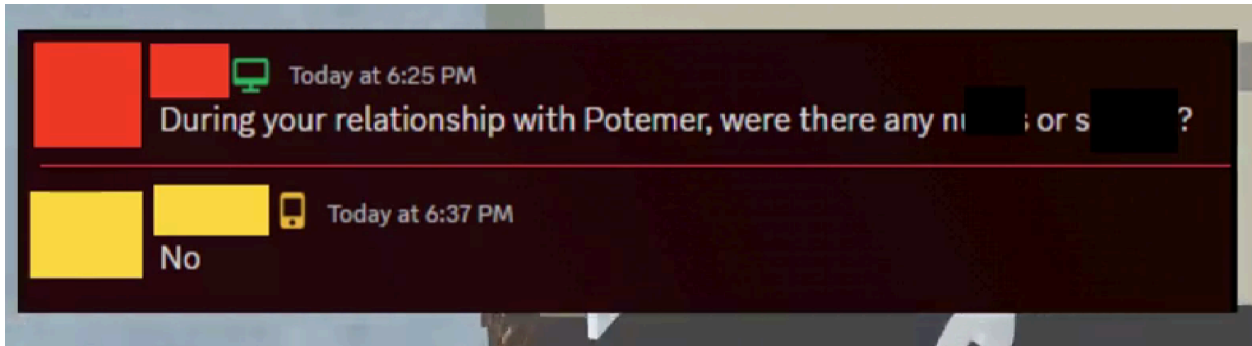 Today at 6:25 PM
During your relationship with Potemer, were there any or ?
Today at 6:37 PM
No